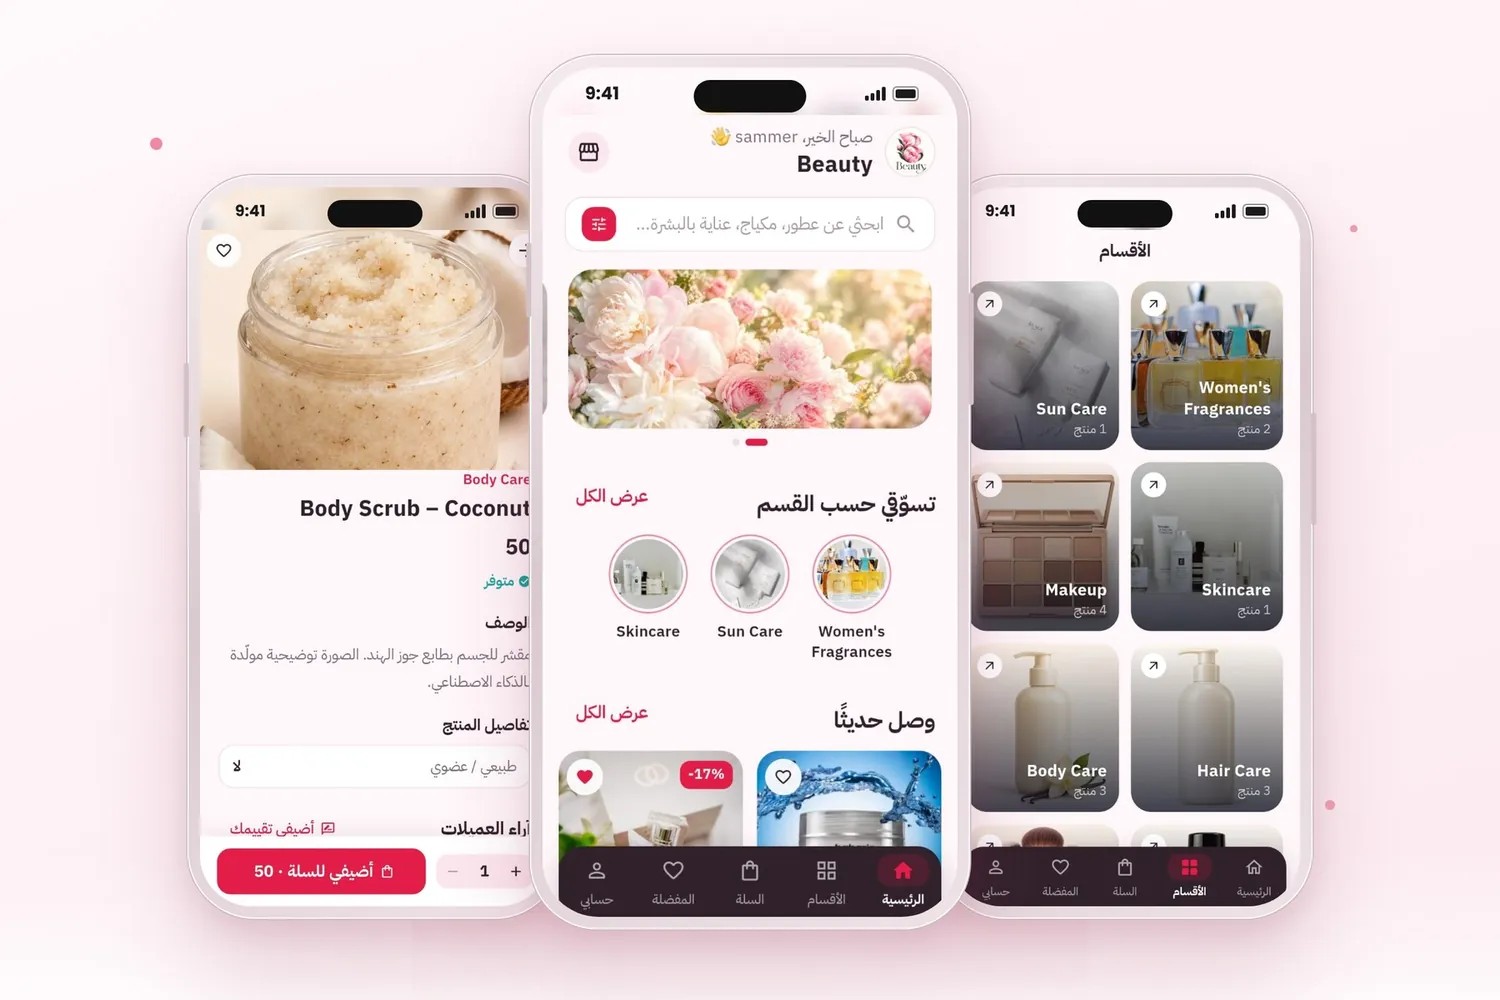 9:41
Body Care
Body Scrub – Coconut
50
متوفر
الوصف
مقشر للجسم بطابع جوز الهند. الصورة توضيحية مولّدة
بالذكاء الاصطناعي.
تفاصيل المنتج
طبيعي / عضوي
لا
آراء العميلات
أضيفي تقييمك
أضيفي للسلة · 50
− 1 +
9:41
صباح الخير، sammer 👋
Beauty
Beauty
ابحثي عن عطور، مكياج، عناية بالبشرة...
تسوّقي حسب القسم
عرض الكل
Women's
Fragrances
Sun Care
Skincare
وصل حديثًا
عرض الكل
-17%
الرئيسية
الأقسام
السلة
المفضلة
حسابي
9:41
الأقسام
Women's
Fragrances
2 منتج
Sun Care
1 منتج
Skincare
1 منتج
Makeup
4 منتج
Hair Care
3 منتج
Body Care
3 منتج
الرئيسية
الأقسام
السلة
المفضلة
حسابي